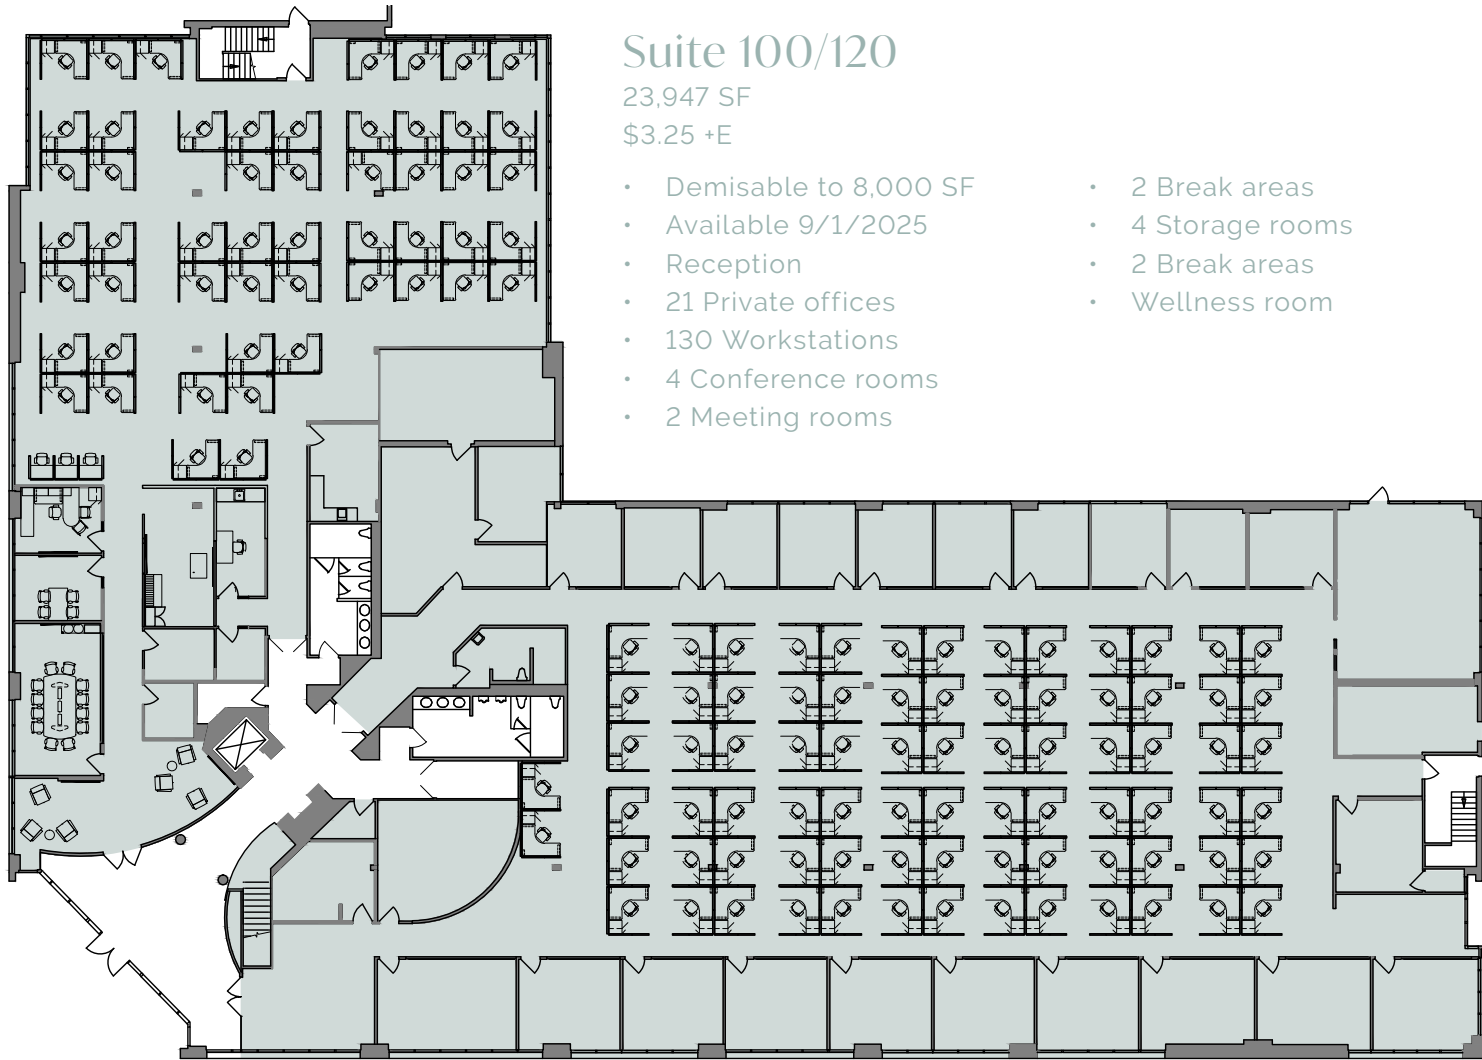 Suite 100/120
23,947 SF
$3.25 +E
• Demisable to 8,000 SF
• Available 9/1/2025
• Reception
• 21 Private offices
• 130 Workstations
• 4 Conference rooms
• 2 Meeting rooms
• 2 Break areas
• 4 Storage rooms
• 2 Break areas
• Wellness room